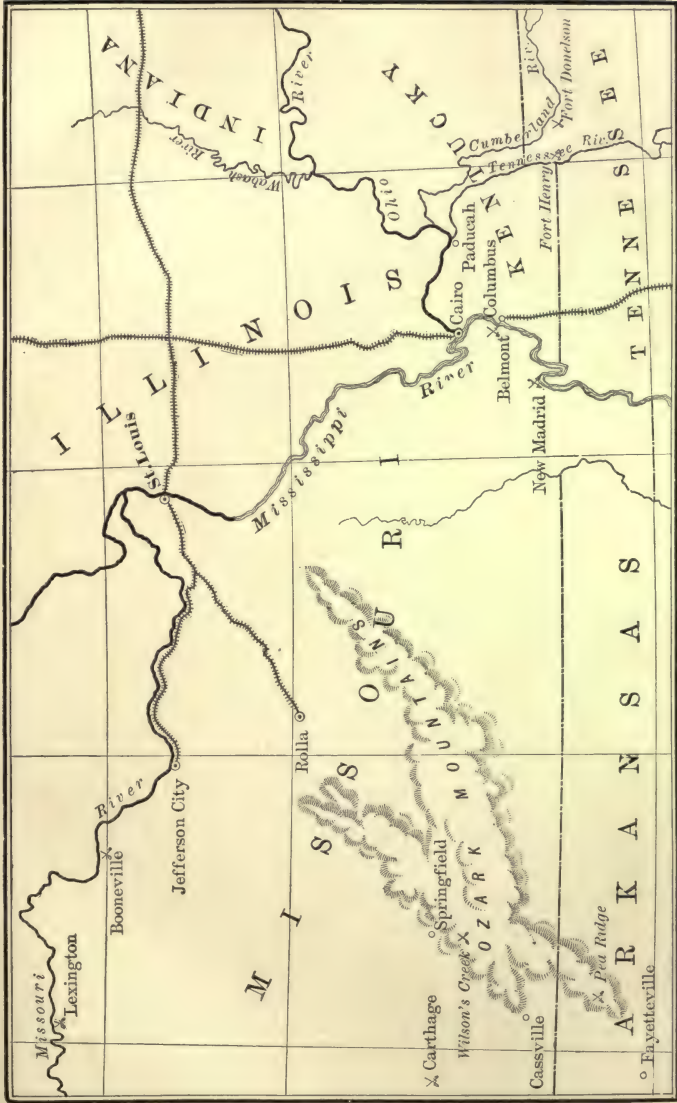 INDIANA
River
Wabash
River
KENTUCKY
ILLINOIS
Ohio
Cumberland
Riv.
Fort Donelson
Tennessee Riv.
Fort Henry
Paducah
Cairo
Columbus
Belmont
TENNESSEE
St. Louis
Mississippi
River
New Madrid
Missouri
River
Lexington
Booneville
Jefferson City
Rolla
MISSOURI
OZARK MOUNTAINS
Springfield
Carthage
Wilson's Creek
Cassville
Pea Ridge
Fayetteville
ARKANSAS